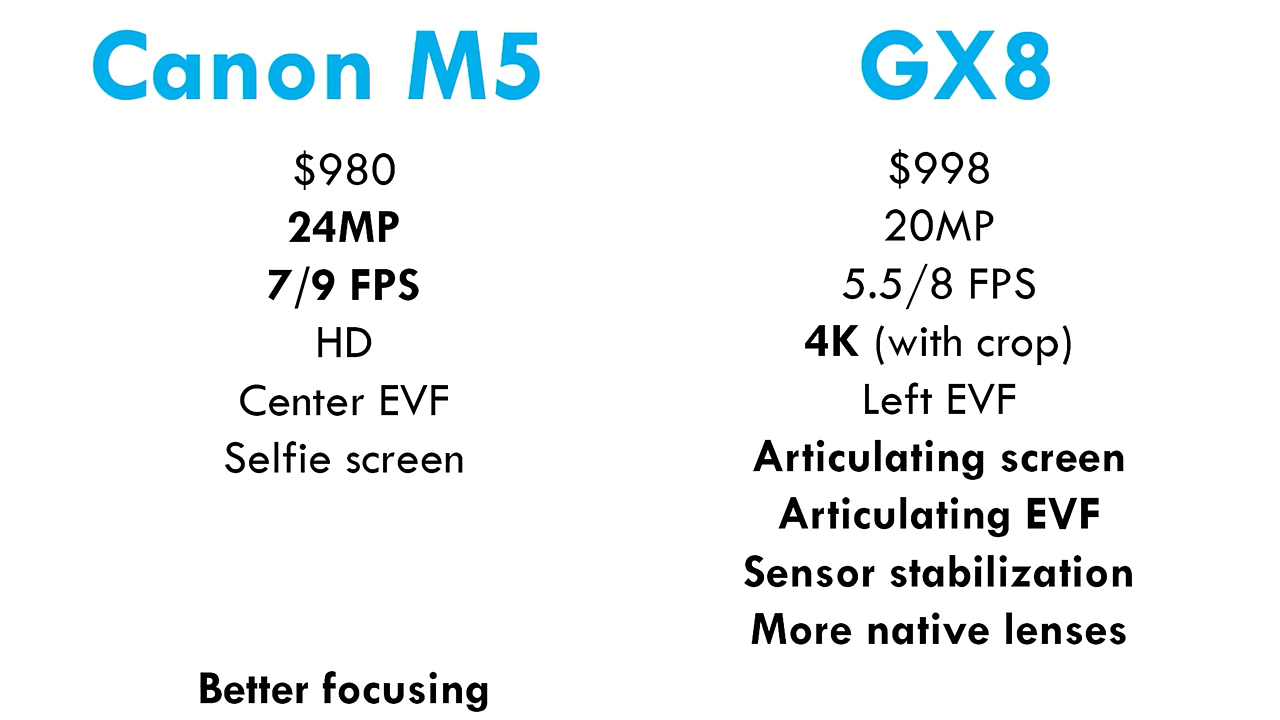 Canon M5
$980
24MP
7/9 FPS
HD
Center EVF
Selfie screen
Better focusing
GX8
$998
20MP
5.5/8 FPS
4K (with crop)
Left EVF
Articulating screen
Articulating EVF
Sensor stabilization
More native lenses